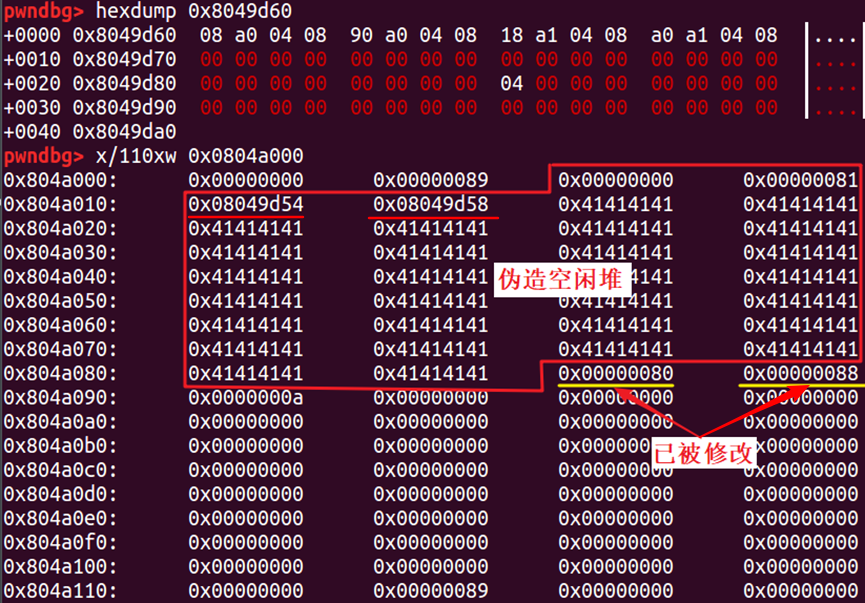 pwndbg> hexdump 0x8049d60
+0000 0x8049d60 08 a0 04 08 90 a0 04 08 18 a1 04 08 a0 a1 04 08 │....
+0010 0x8049d70 00 00 00 00 00 00 00 00 00 00 00 00 00 00 00 00 │....
+0020 0x8049d80 00 00 00 00 00 00 00 00 04 00 00 00 00 00 00 00 │....
+0030 0x8049d90 00 00 00 00 00 00 00 00 00 00 00 00 00 00 00 00 │....
+0040 0x8049da0
pwndbg> x/110xw 0x0804a000
0x804a000: 0x00000000 0x00000089 0x00000000 0x00000081
0x804a010: 0x08049d54 0x08049d58 0x41414141 0x41414141
0x804a020: 0x41414141 0x41414141 0x41414141 0x41414141
0x804a030: 0x41414141 0x41414141 0x41414141 0x41414141
0x804a040: 0x41414141 0x41414141 伪造空闲堆 41 0x41414141
0x804a050: 0x41414141 0x41414141 0x41414141 0x41414141
0x804a060: 0x41414141 0x41414141 0x41414141 0x41414141
0x804a070: 0x41414141 0x41414141 0x41414141 0x41414141
0x804a080: 0x41414141 0x41414141 0x00000080 0x00000088
0x804a090: 0x0000000a 0x00000000 0x00000000 0x00000000
0x804a0a0: 0x00000000 0x00000000 0x00000000 0x00000000
0x804a0b0: 0x00000000 0x00000000 0x00000 已被修改 x00000000
0x804a0c0: 0x00000000 0x00000000 0x00000000 0x00000000
0x804a0d0: 0x00000000 0x00000000 0x00000000 0x00000000
0x804a0e0: 0x00000000 0x00000000 0x00000000 0x00000000
0x804a0f0: 0x00000000 0x00000000 0x00000000 0x00000000
0x804a100: 0x00000000 0x00000000 0x00000000 0x00000000
0x804a110: 0x00000000 0x00000089 0x00000000 0x00000000